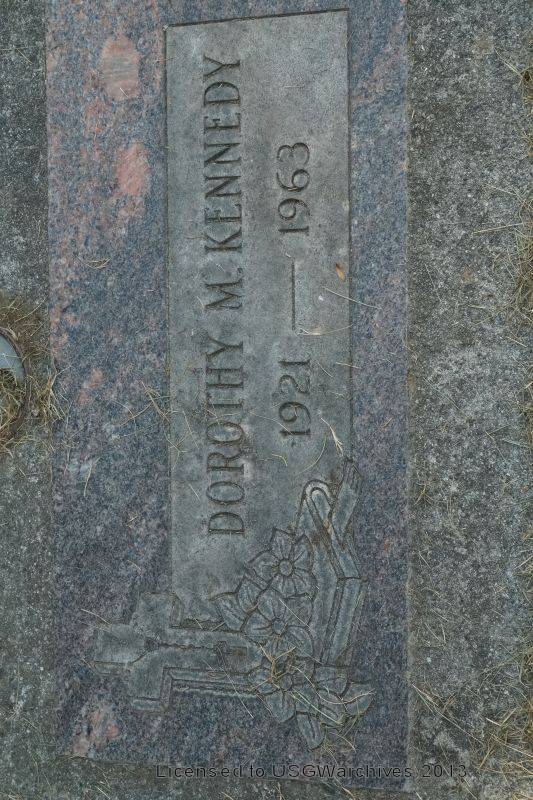 DOROTHY M. KENNEDY
1921 — 1963
Licensed to USGWarchives 2013